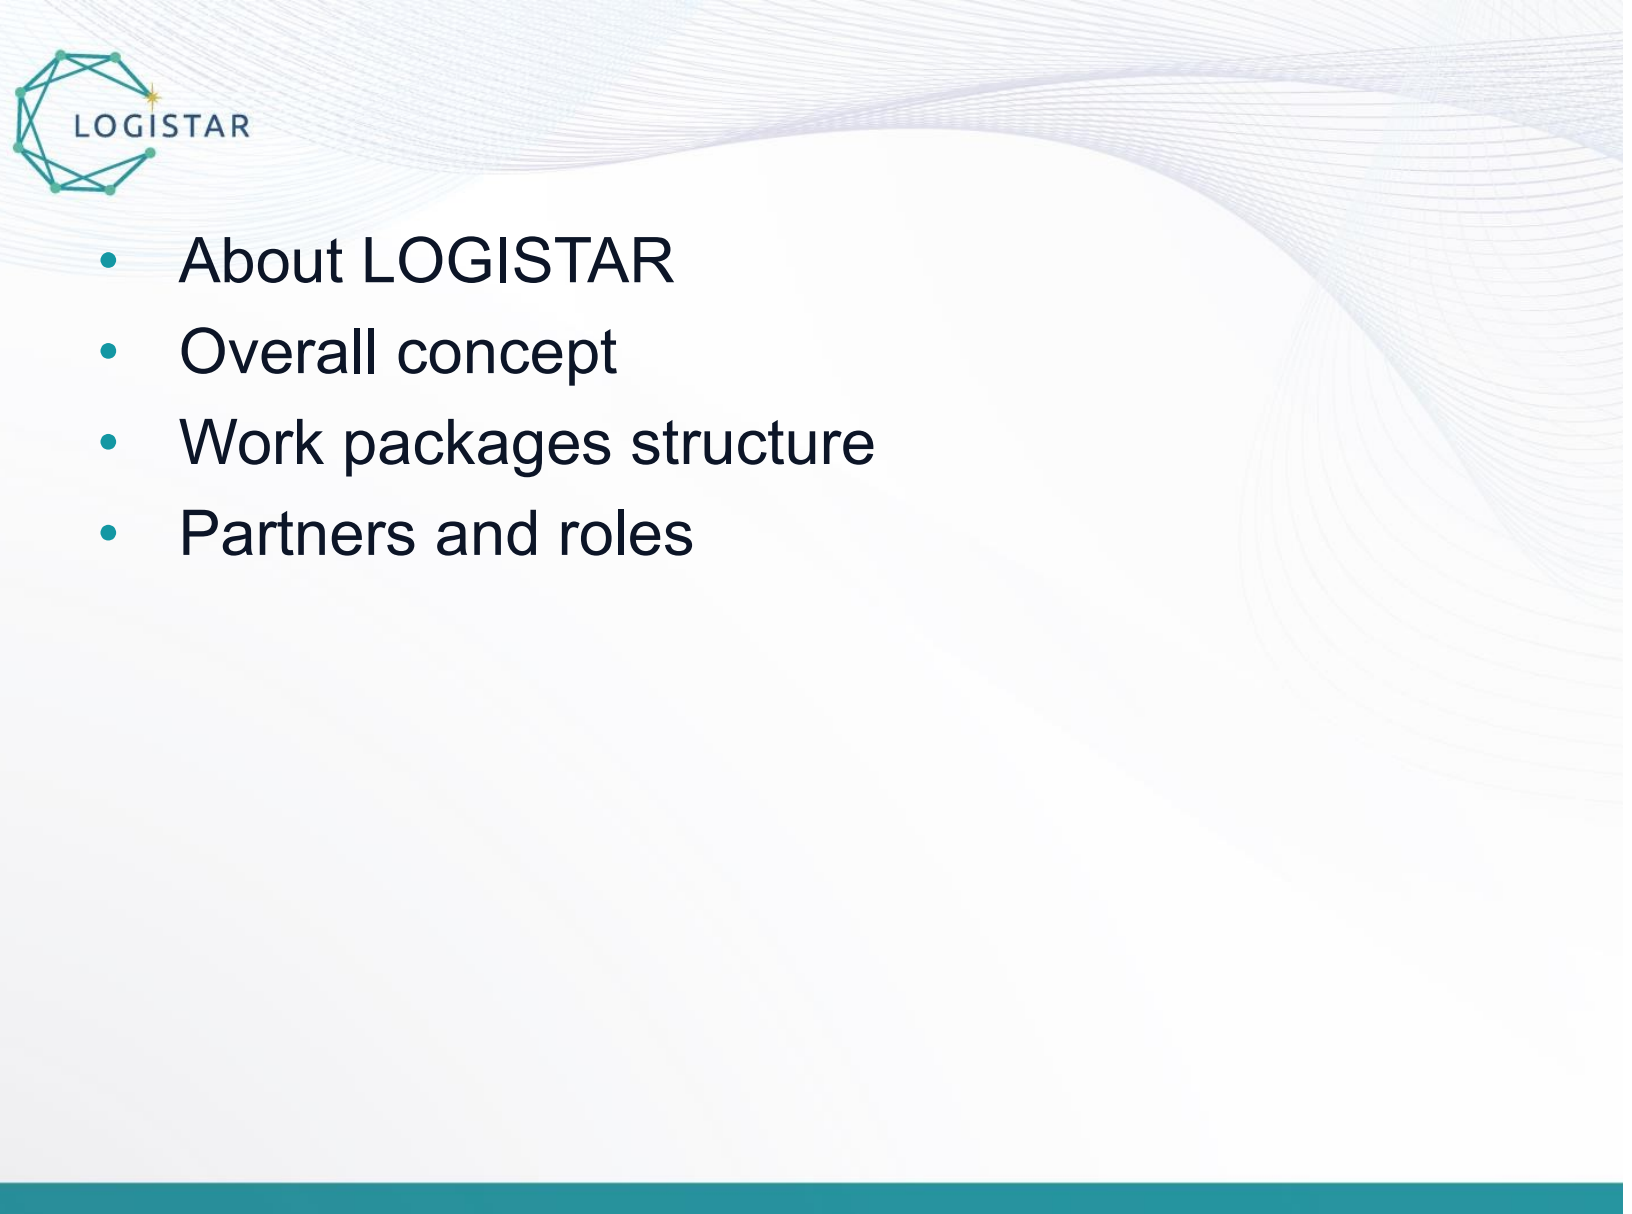 LOGISTAR
• About LOGISTAR
• Overall concept
• Work packages structure
• Partners and roles